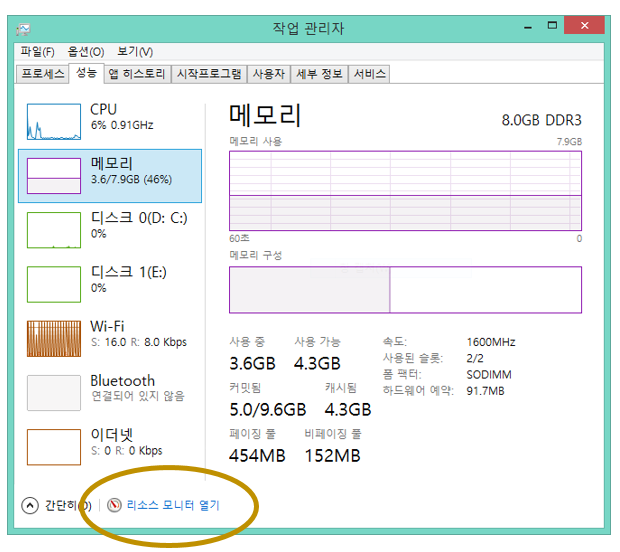 작업 관리자
파일(F) 옵션(O) 보기(V)
프로세스 성능 앱 히스토리 시작프로그램 사용자 세부 정보 서비스
CPU
6% 0.91GHz
메모리
3.6/7.9GB (46%)
디스크 0(D: C:)
0%
디스크 1(E:)
0%
Wi-Fi
S: 16.0 R: 8.0 Kbps
Bluetooth
연결되어 있지 않음
이더넷
S: 0 R: 0 Kbps
메모리 8.0GB DDR3
메모리 사용 7.9GB
60초 0
메모리 구성
사용 중 사용 가능
3.6GB 4.3GB
커밋됨 캐시됨
5.0/9.6GB 4.3GB
페이징 풀 비페이징 풀
454MB 152MB
속도: 1600MHz
사용된 슬롯: 2/2
폼 팩터: SODIMM
하드웨어 예약: 91.7MB
간단히(D) 리소스 모니터 열기